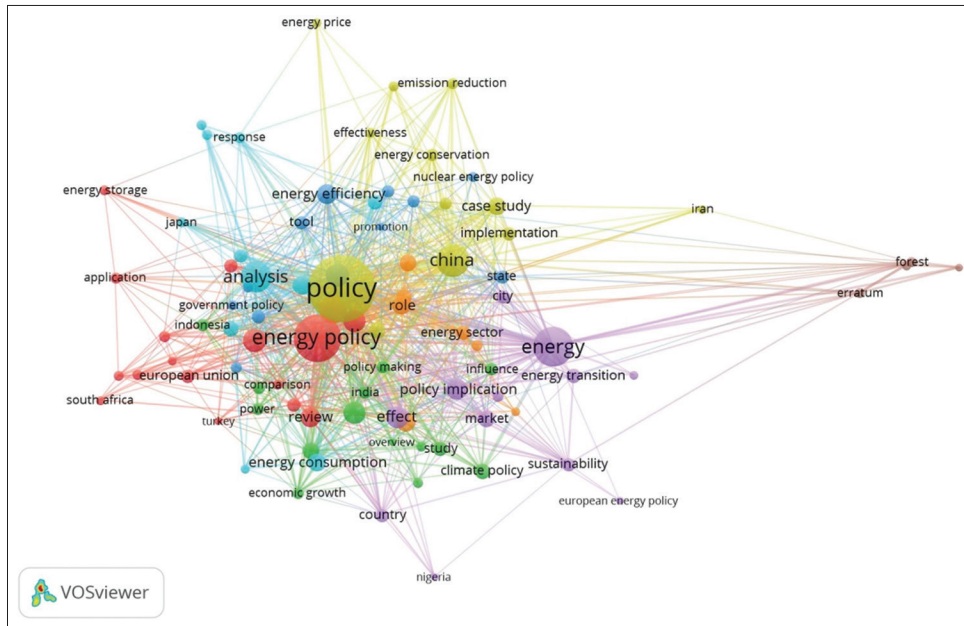 energy price
emission reduction
effectiveness
response
energy conservation
nuclear energy policy
energy storage
energy efficiency
case study
iran
japan
tool
promotion
implementation
china
forest
application
analysis
state
policy
city
erratum
government policy
role
indonesia
energy sector
energy policy
energy
policy making
influence
european union
comparison
energy transition
south africa
power
india
policy implication
turkey
review
effect
market
overview
study
energy consumption
climate policy
sustainability
economic growth
european energy policy
country
nigeria
VOSviewer